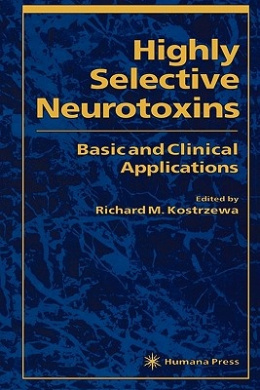 Highly
Selective
Neurotoxins
Basic and Clinical
Applications
Edited by
Richard M. Kostrzewa
Humana Press